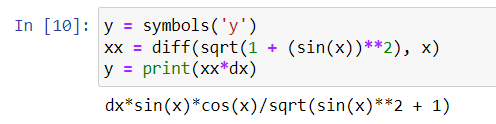 In [10]: y = symbols('y')
xx = diff(sqrt(1 + (sin(x))**2), x)
y = print(xx*dx)
dx*sin(x)*cos(x)/sqrt(sin(x)**2 + 1)